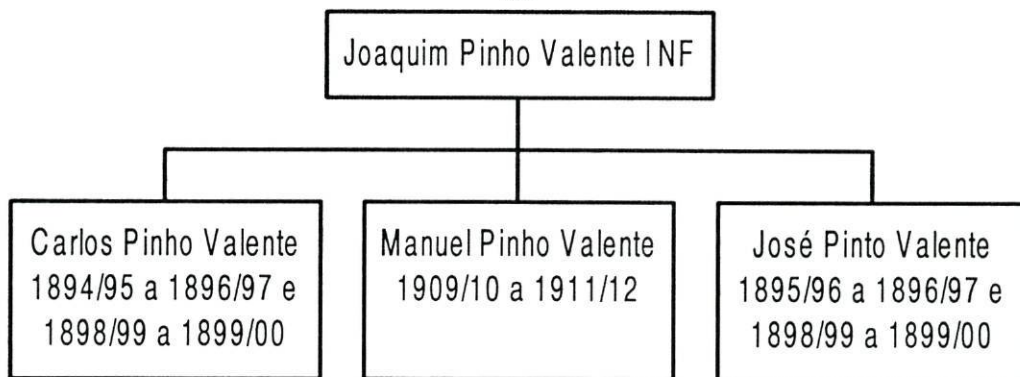 Joaquim Pinho Valente INF
Carlos Pinho Valente
1894/95 a 1896/97 e
1898/99 a 1899/00
Manuel Pinho Valente
1909/10 a 1911/12
José Pinto Valente
1895/96 a 1896/97 e
1898/99 a 1899/00